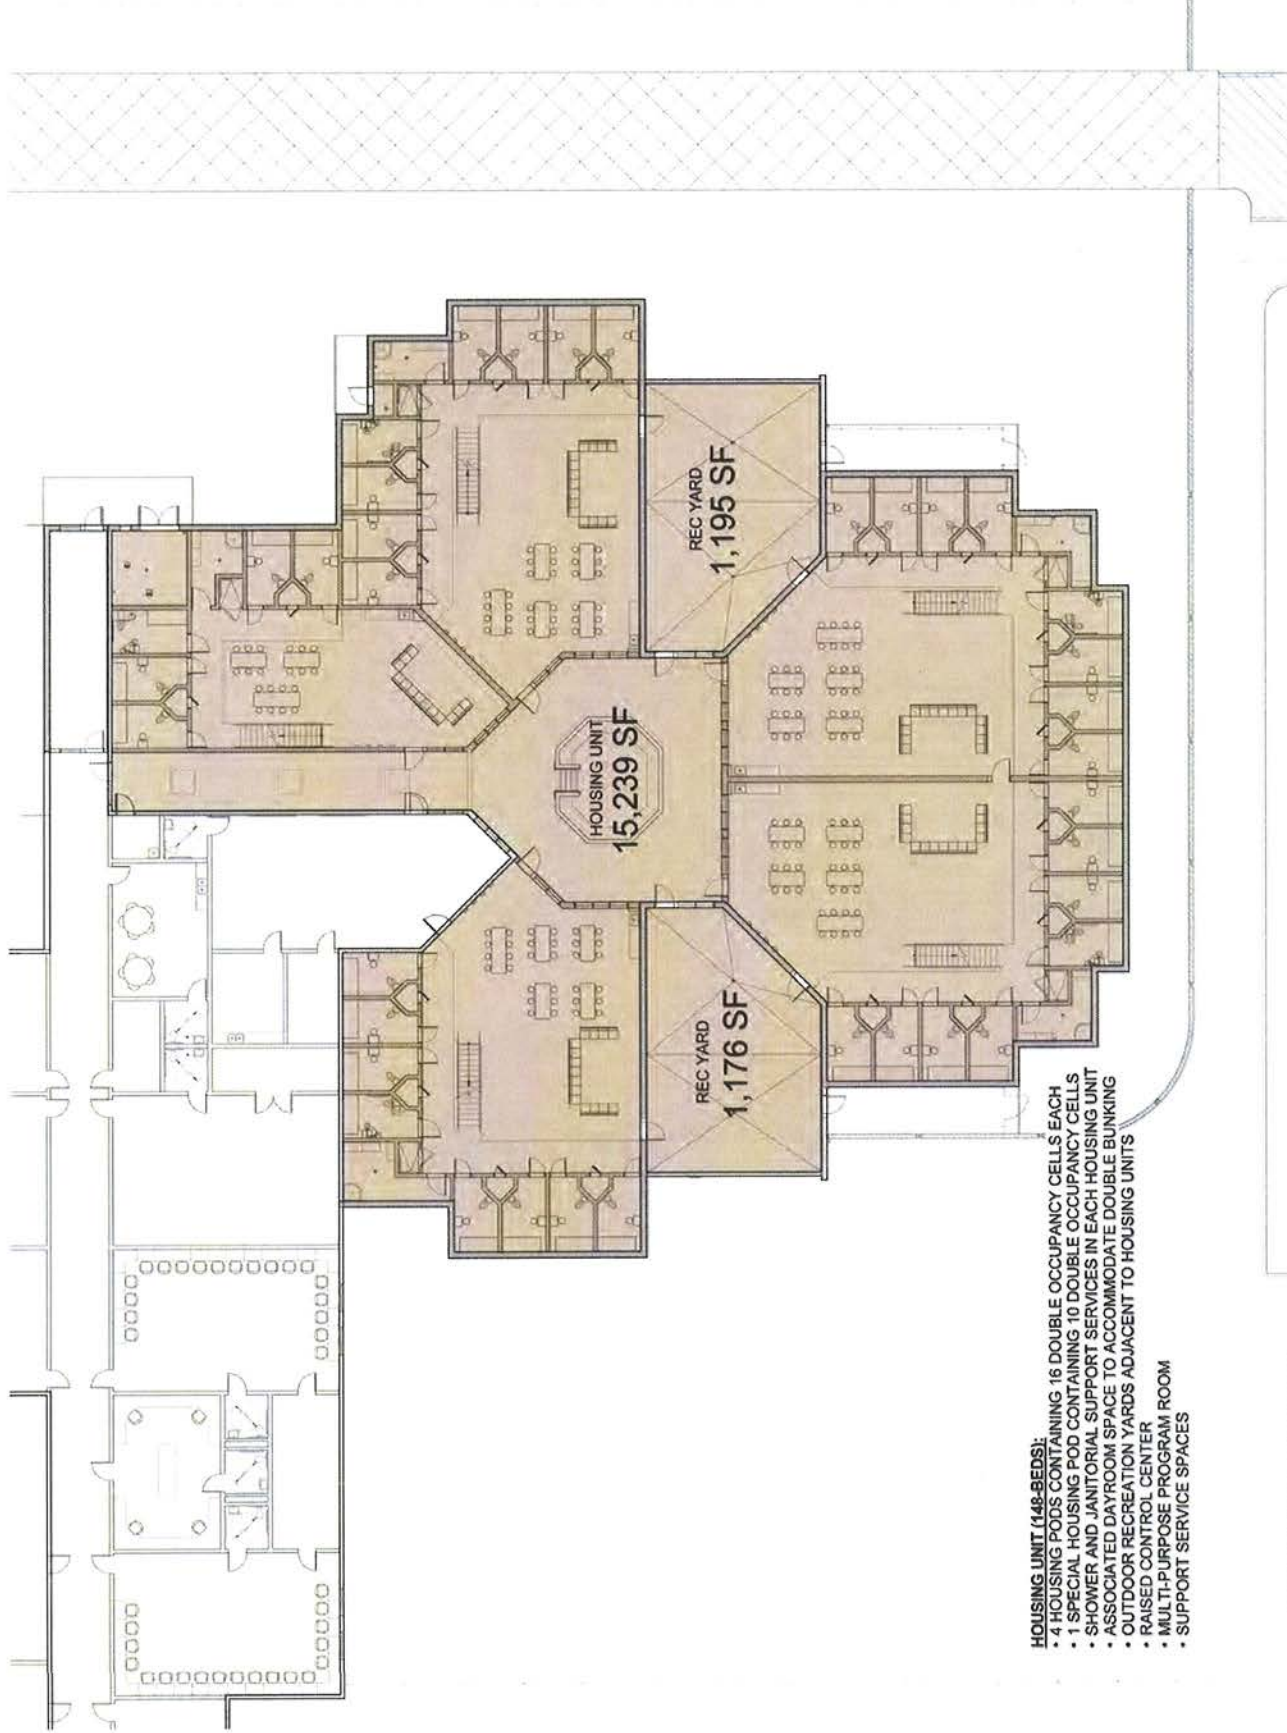 REC YARD
1,195 SF
HOUSING UNIT
15,239 SF
REC YARD
1,176 SF
HOUSING UNIT (148-BEDS):
• 4 HOUSING PODS CONTAINING 16 DOUBLE OCCUPANCY CELLS EACH
• 1 SPECIAL HOUSING POD CONTAINING 10 DOUBLE OCCUPANCY CELLS
• SHOWER AND JANITORIAL SUPPORT SERVICES IN EACH HOUSING UNIT
• ASSOCIATED DAYROOM SPACE TO ACCOMMODATE DOUBLE BUNKING
• OUTDOOR RECREATION YARDS ADJACENT TO HOUSING UNITS
• RAISED CONTROL CENTER
• MULTI-PURPOSE PROGRAM ROOM
• SUPPORT SERVICE SPACES